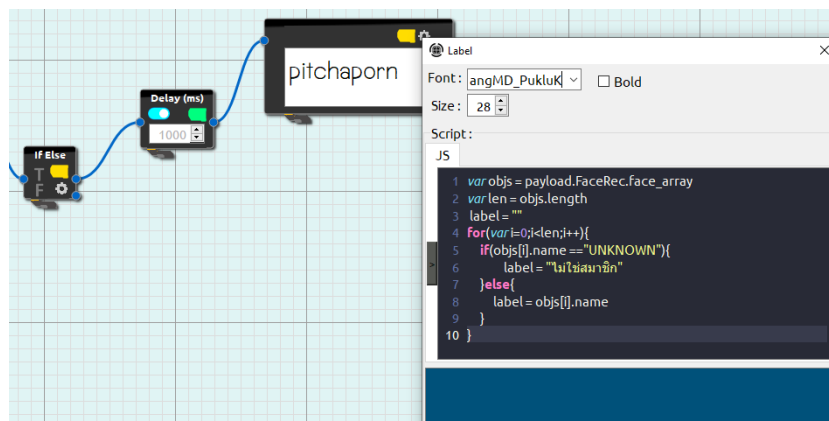 pitchaporn
Delay (ms)
1000
If Else
T
F
Label
Font : angMD_PukluK
Bold
Size : 28
Script :
JS
1 var objs = payload.FaceRec.face_array
2 var len = objs.length
3 label = ""
4 for(var i=0;i<len;i++){
5 if(objs[i].name =="UNKNOWN"){
6 label = "ไม่ใช่สมาชิก"
7 }else{
8 label = objs[i].name
9 }
10 }